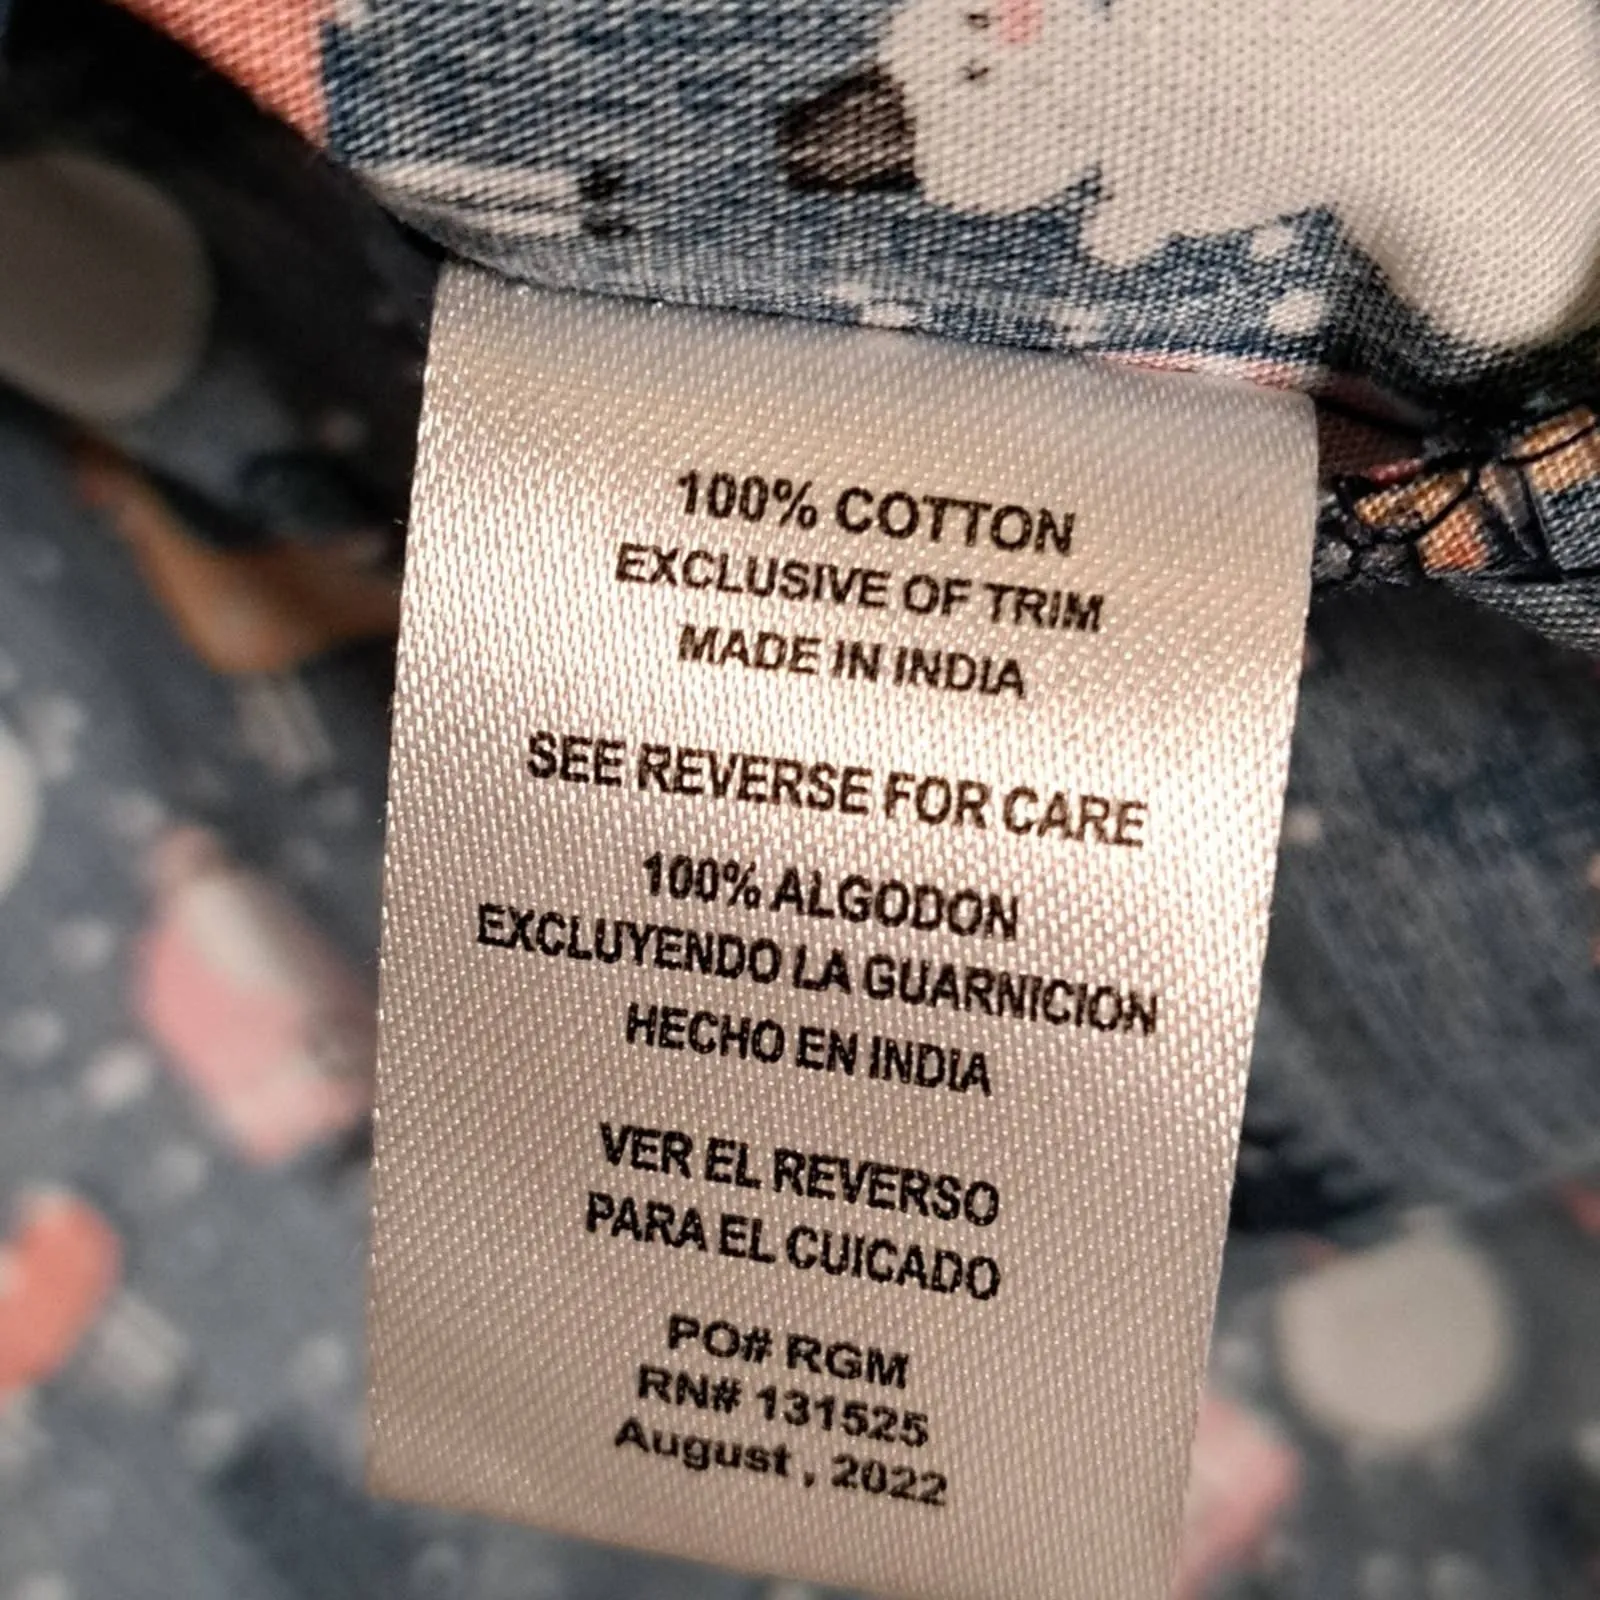 100% COTTON
EXCLUSIVE OF TRIM
MADE IN INDIA
SEE REVERSE FOR CARE
100% ALGODON
EXCLUYENDO LA GUARNICION
HECHO EN INDIA
VER EL REVERSO
PARA EL CUICADO
PO# RGM
RN# 131525
August , 2022